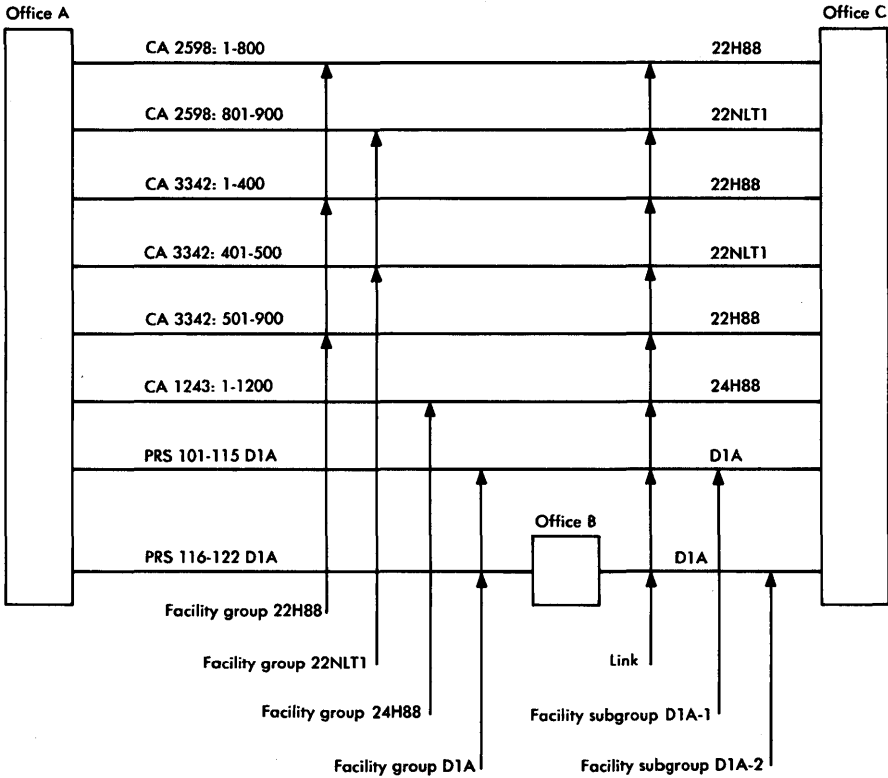 Office A
Office C
CA 2598: 1-800
22H88
CA 2598: 801-900
22NLT1
CA 3342: 1-400
22H88
CA 3342: 401-500
22NLT1
CA 3342: 501-900
22H88
CA 1243: 1-1200
24H88
PRS 101-115 D1A
D1A
Office B
PRS 116-122 D1A
D1A
Facility group 22H88
Facility group 22NLT1
Link
Facility group 24H88
Facility subgroup D1A-1
Facility group D1A
Facility subgroup D1A-2